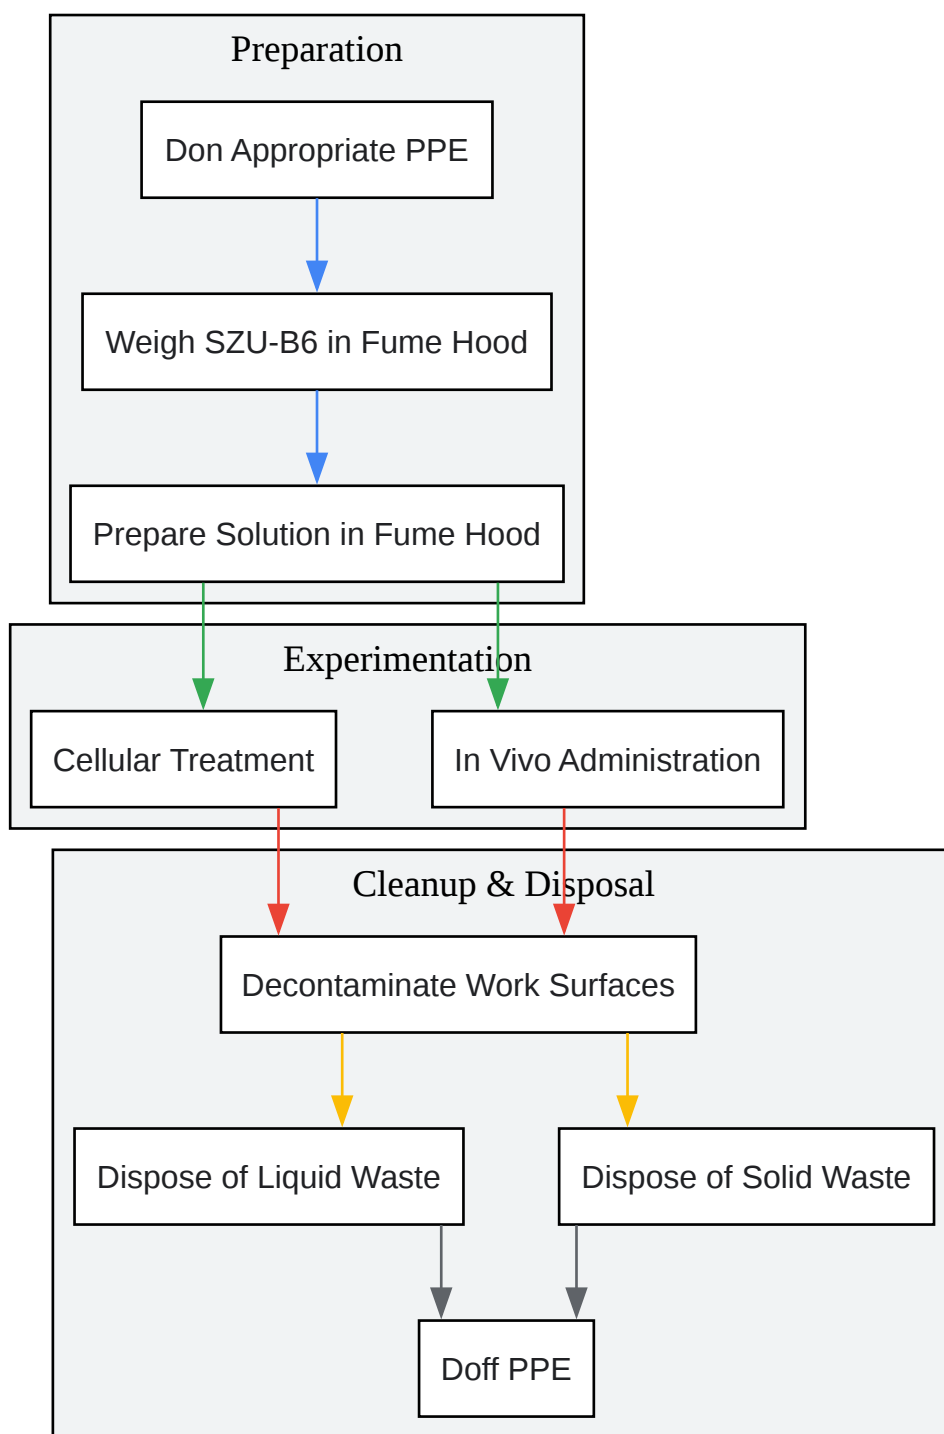 Preparation
Don Appropriate PPE
Weigh SZU-B6 in Fume Hood
Prepare Solution in Fume Hood
Experimentation
Cellular Treatment
In Vivo Administration
Cleanup & Disposal
Decontaminate Work Surfaces
Dispose of Liquid Waste
Dispose of Solid Waste
Doff PPE